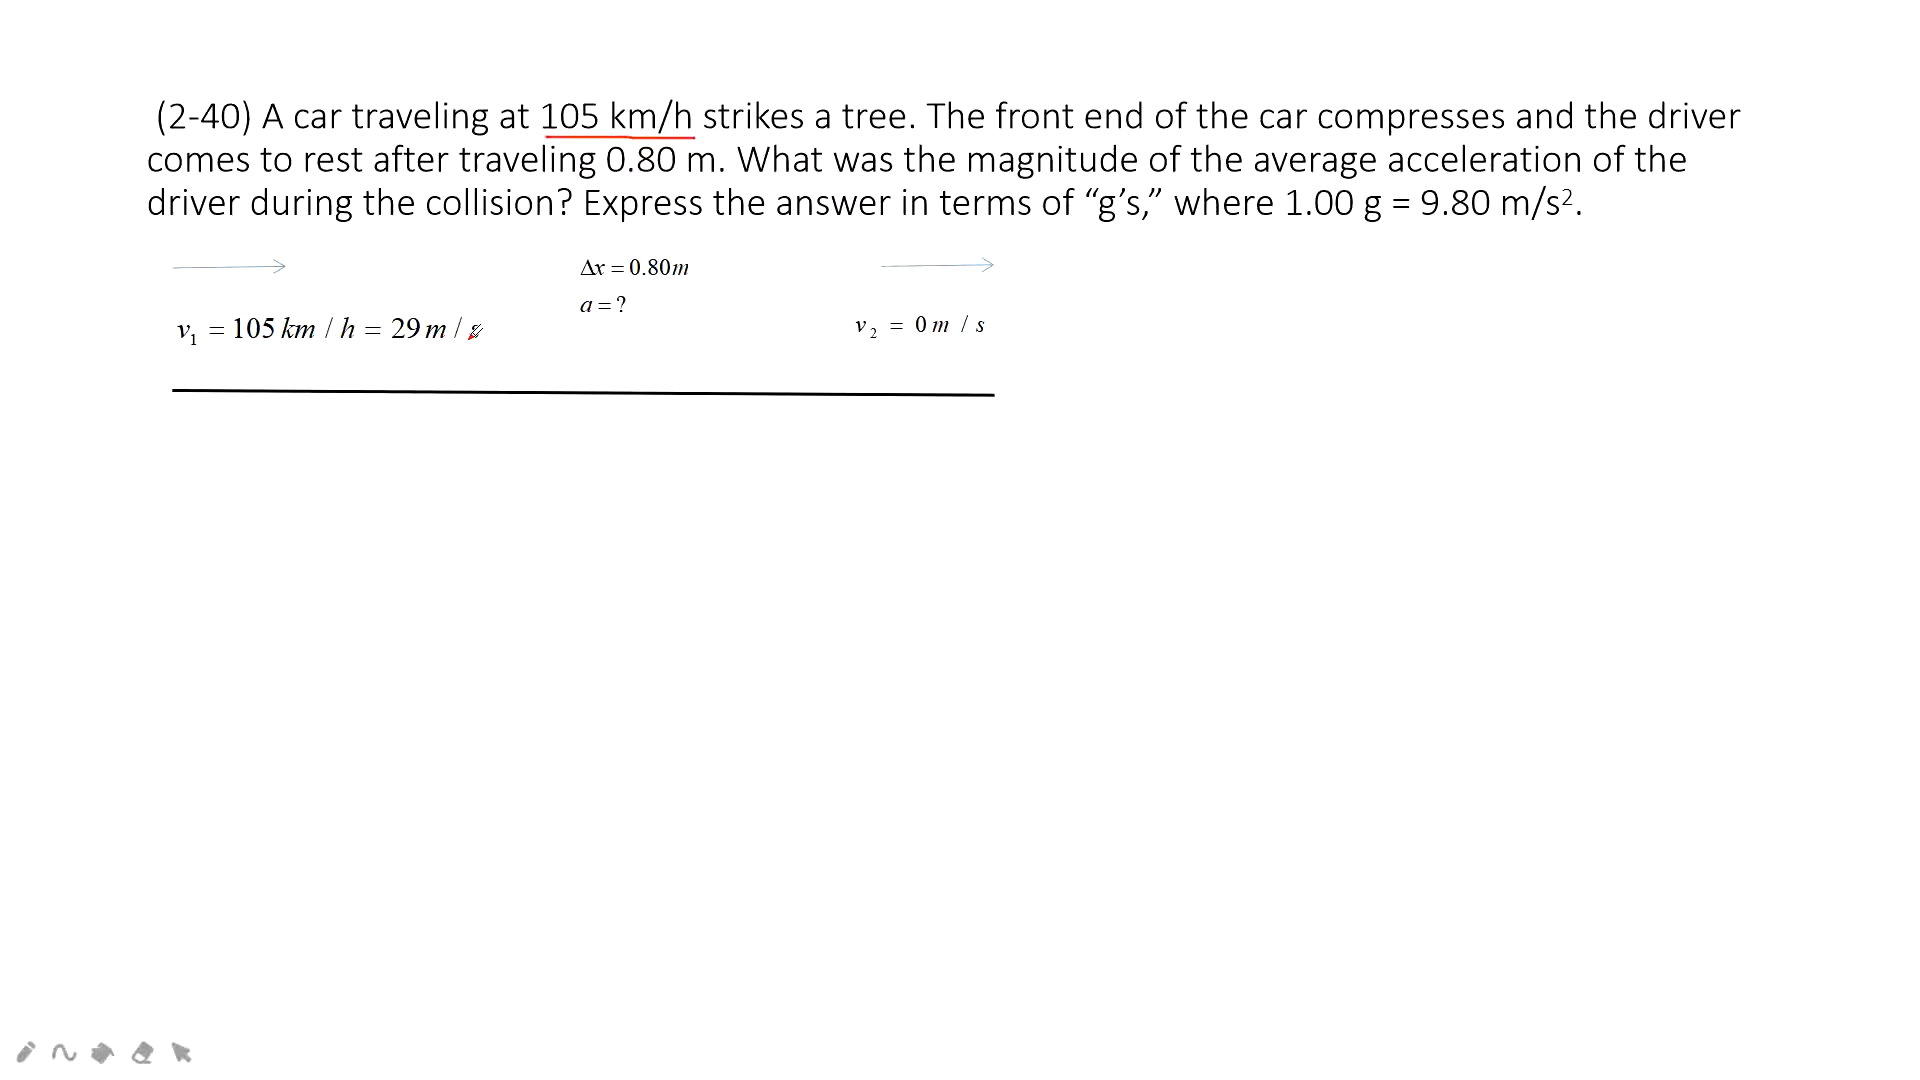 (2-40) A car traveling at 105 km/h strikes a tree. The front end of the car compresses and the driver
comes to rest after traveling 0.80 m. What was the magnitude of the average acceleration of the
driver during the collision? Express the answer in terms of “g’s,” where 1.00 g = 9.80 m/s².
Δx = 0.80m
a = ?
v₁ = 105 km / h = 29 m / s
v₂ = 0 m / s